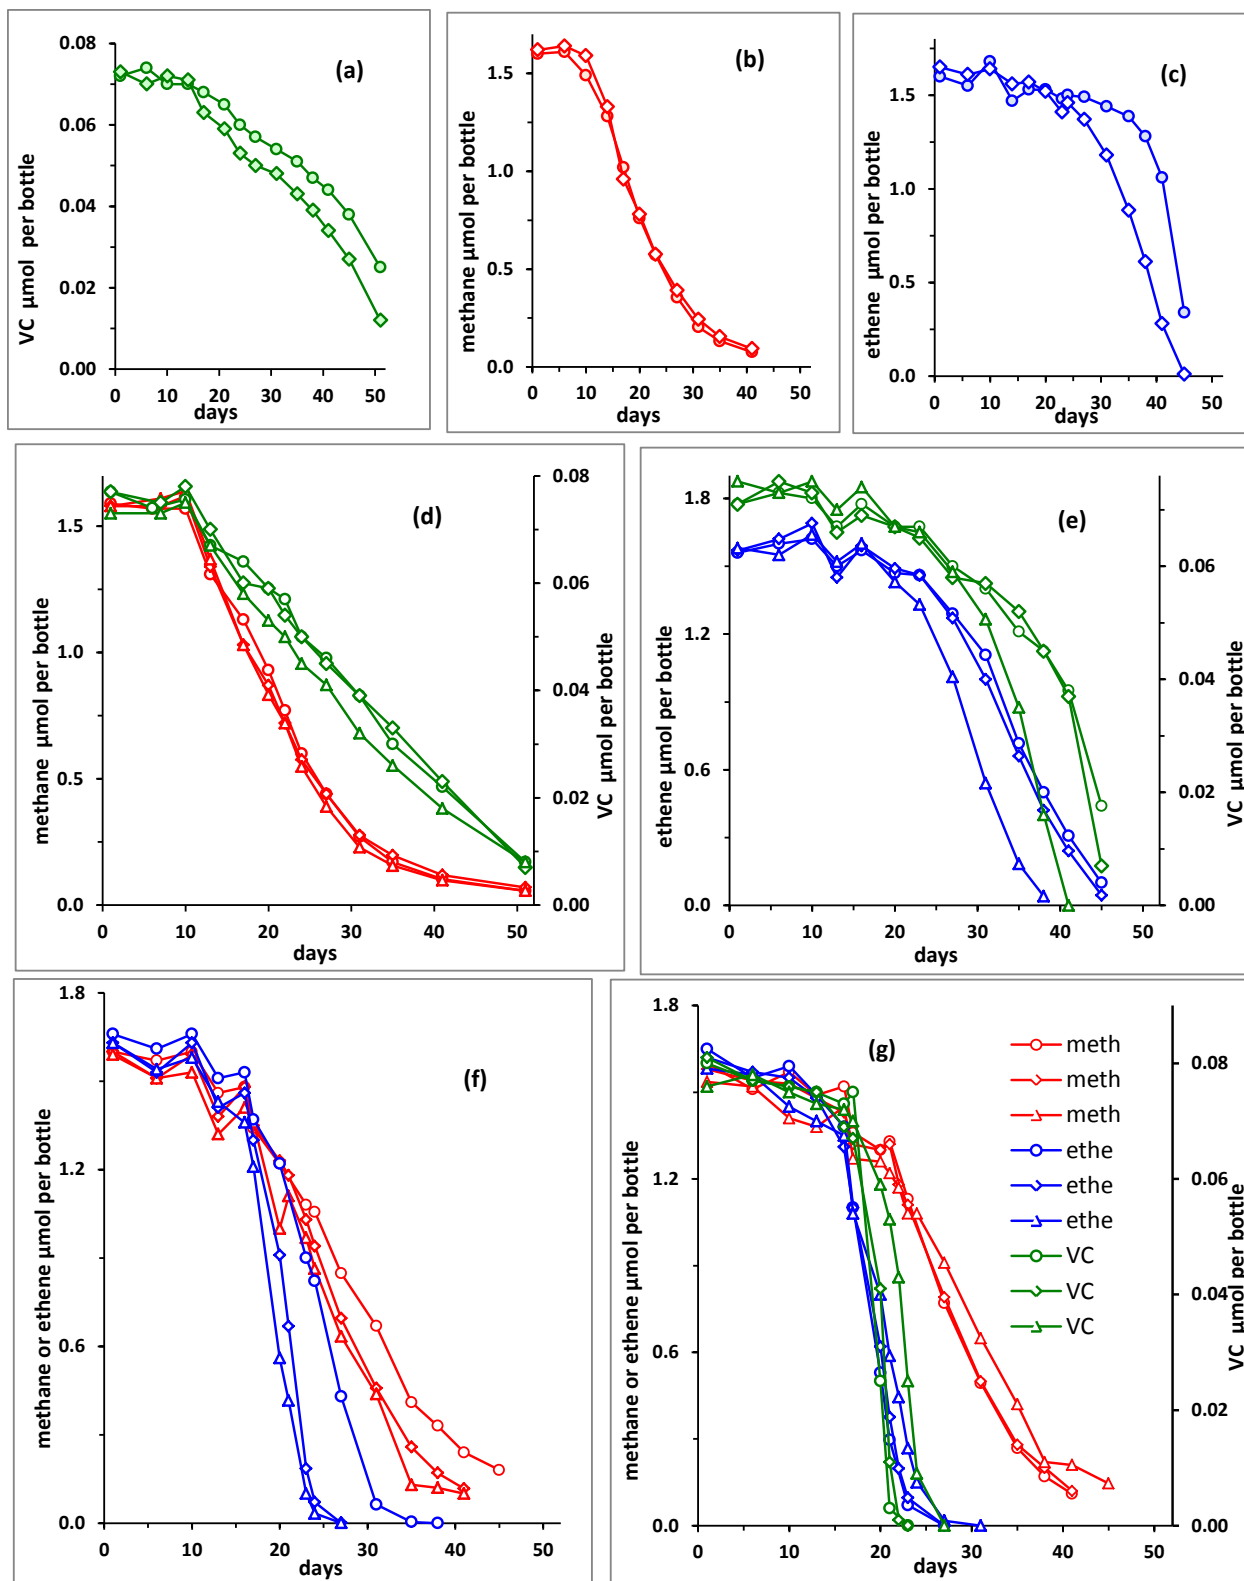 (a)
0.08
0.06
0.04
0.02
0.00
VC µmol per bottle
0 10 20 30 40 50
days
(b)
1.5
1.0
0.5
0.0
methane µmol per bottle
0 10 20 30 40 50
days
(c)
1.5
1.0
0.5
0.0
ethene µmol per bottle
0 10 20 30 40 50
days
(d)
1.5
1.0
0.5
0.0
methane µmol per bottle
0.08
0.06
0.04
0.02
0.00
VC µmol per bottle
0 10 20 30 40 50
days
(e)
1.8
1.2
0.6
0.0
ethene µmol per bottle
0.06
0.04
0.02
0.00
VC µmol per bottle
0 10 20 30 40 50
days
(f)
1.8
1.2
0.6
0.0
methane or ethene µmol per bottle
0 10 20 30 40 50
days
(g)
1.8
1.2
0.6
0.0
methane or ethene µmol per bottle
meth
meth
meth
ethe
ethe
ethe
VC
VC
VC
0.08
0.06
0.04
0.02
0.00
VC µmol per bottle
0 10 20 30 40 50
days